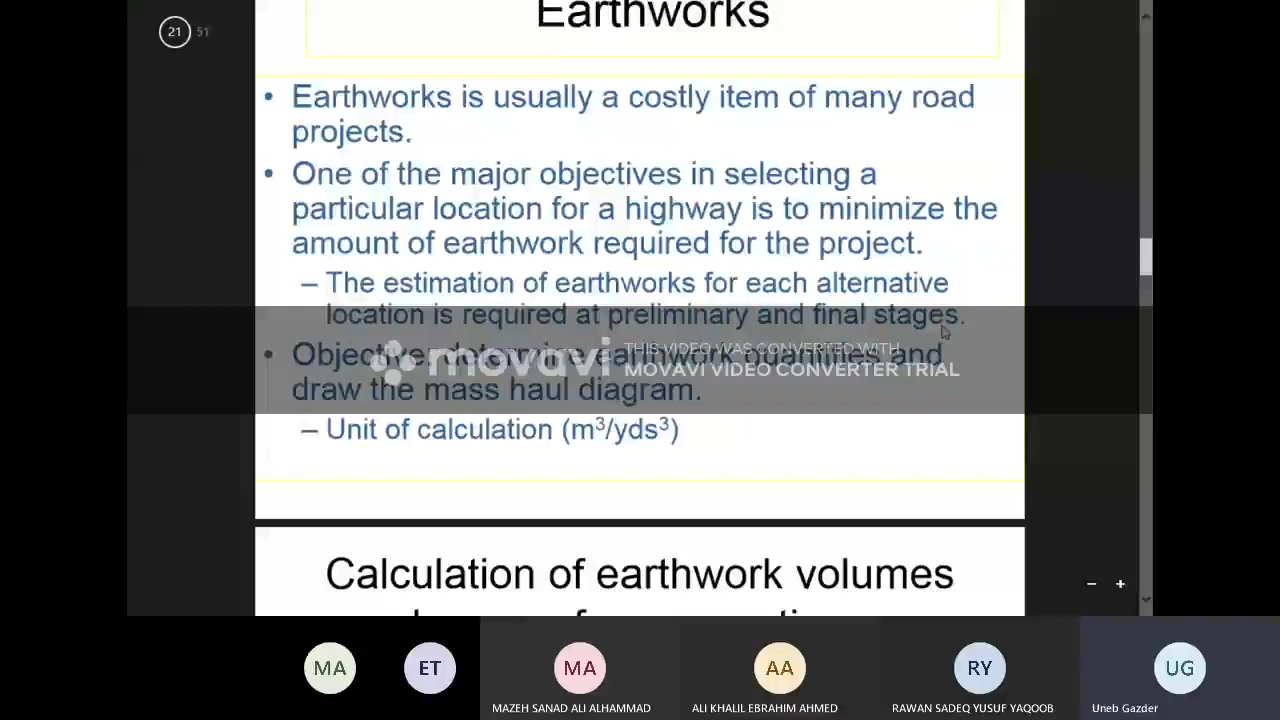 Earthworks
21 51
• Earthworks is usually a costly item of many road
projects.
• One of the major objectives in selecting a
particular location for a highway is to minimize the
amount of earthwork required for the project.
– The estimation of earthworks for each alternative
location is required at preliminary and final stages.
• Objective: determine earthwork quantities and
draw the mass haul diagram.
– Unit of calculation (m³/yds³)
movavi
THIS VIDEO WAS CONVERTED WITH
MOVAVI VIDEO CONVERTER TRIAL
Calculation of earthwork volumes
MA
ET
MA
AA
RY
UG
MAZEH SANAD ALI ALHAMMAD
ALI KHALIL EBRAHIM AHMED
RAWAN SADEQ YUSUF YAQOOB
Uneb Gazder